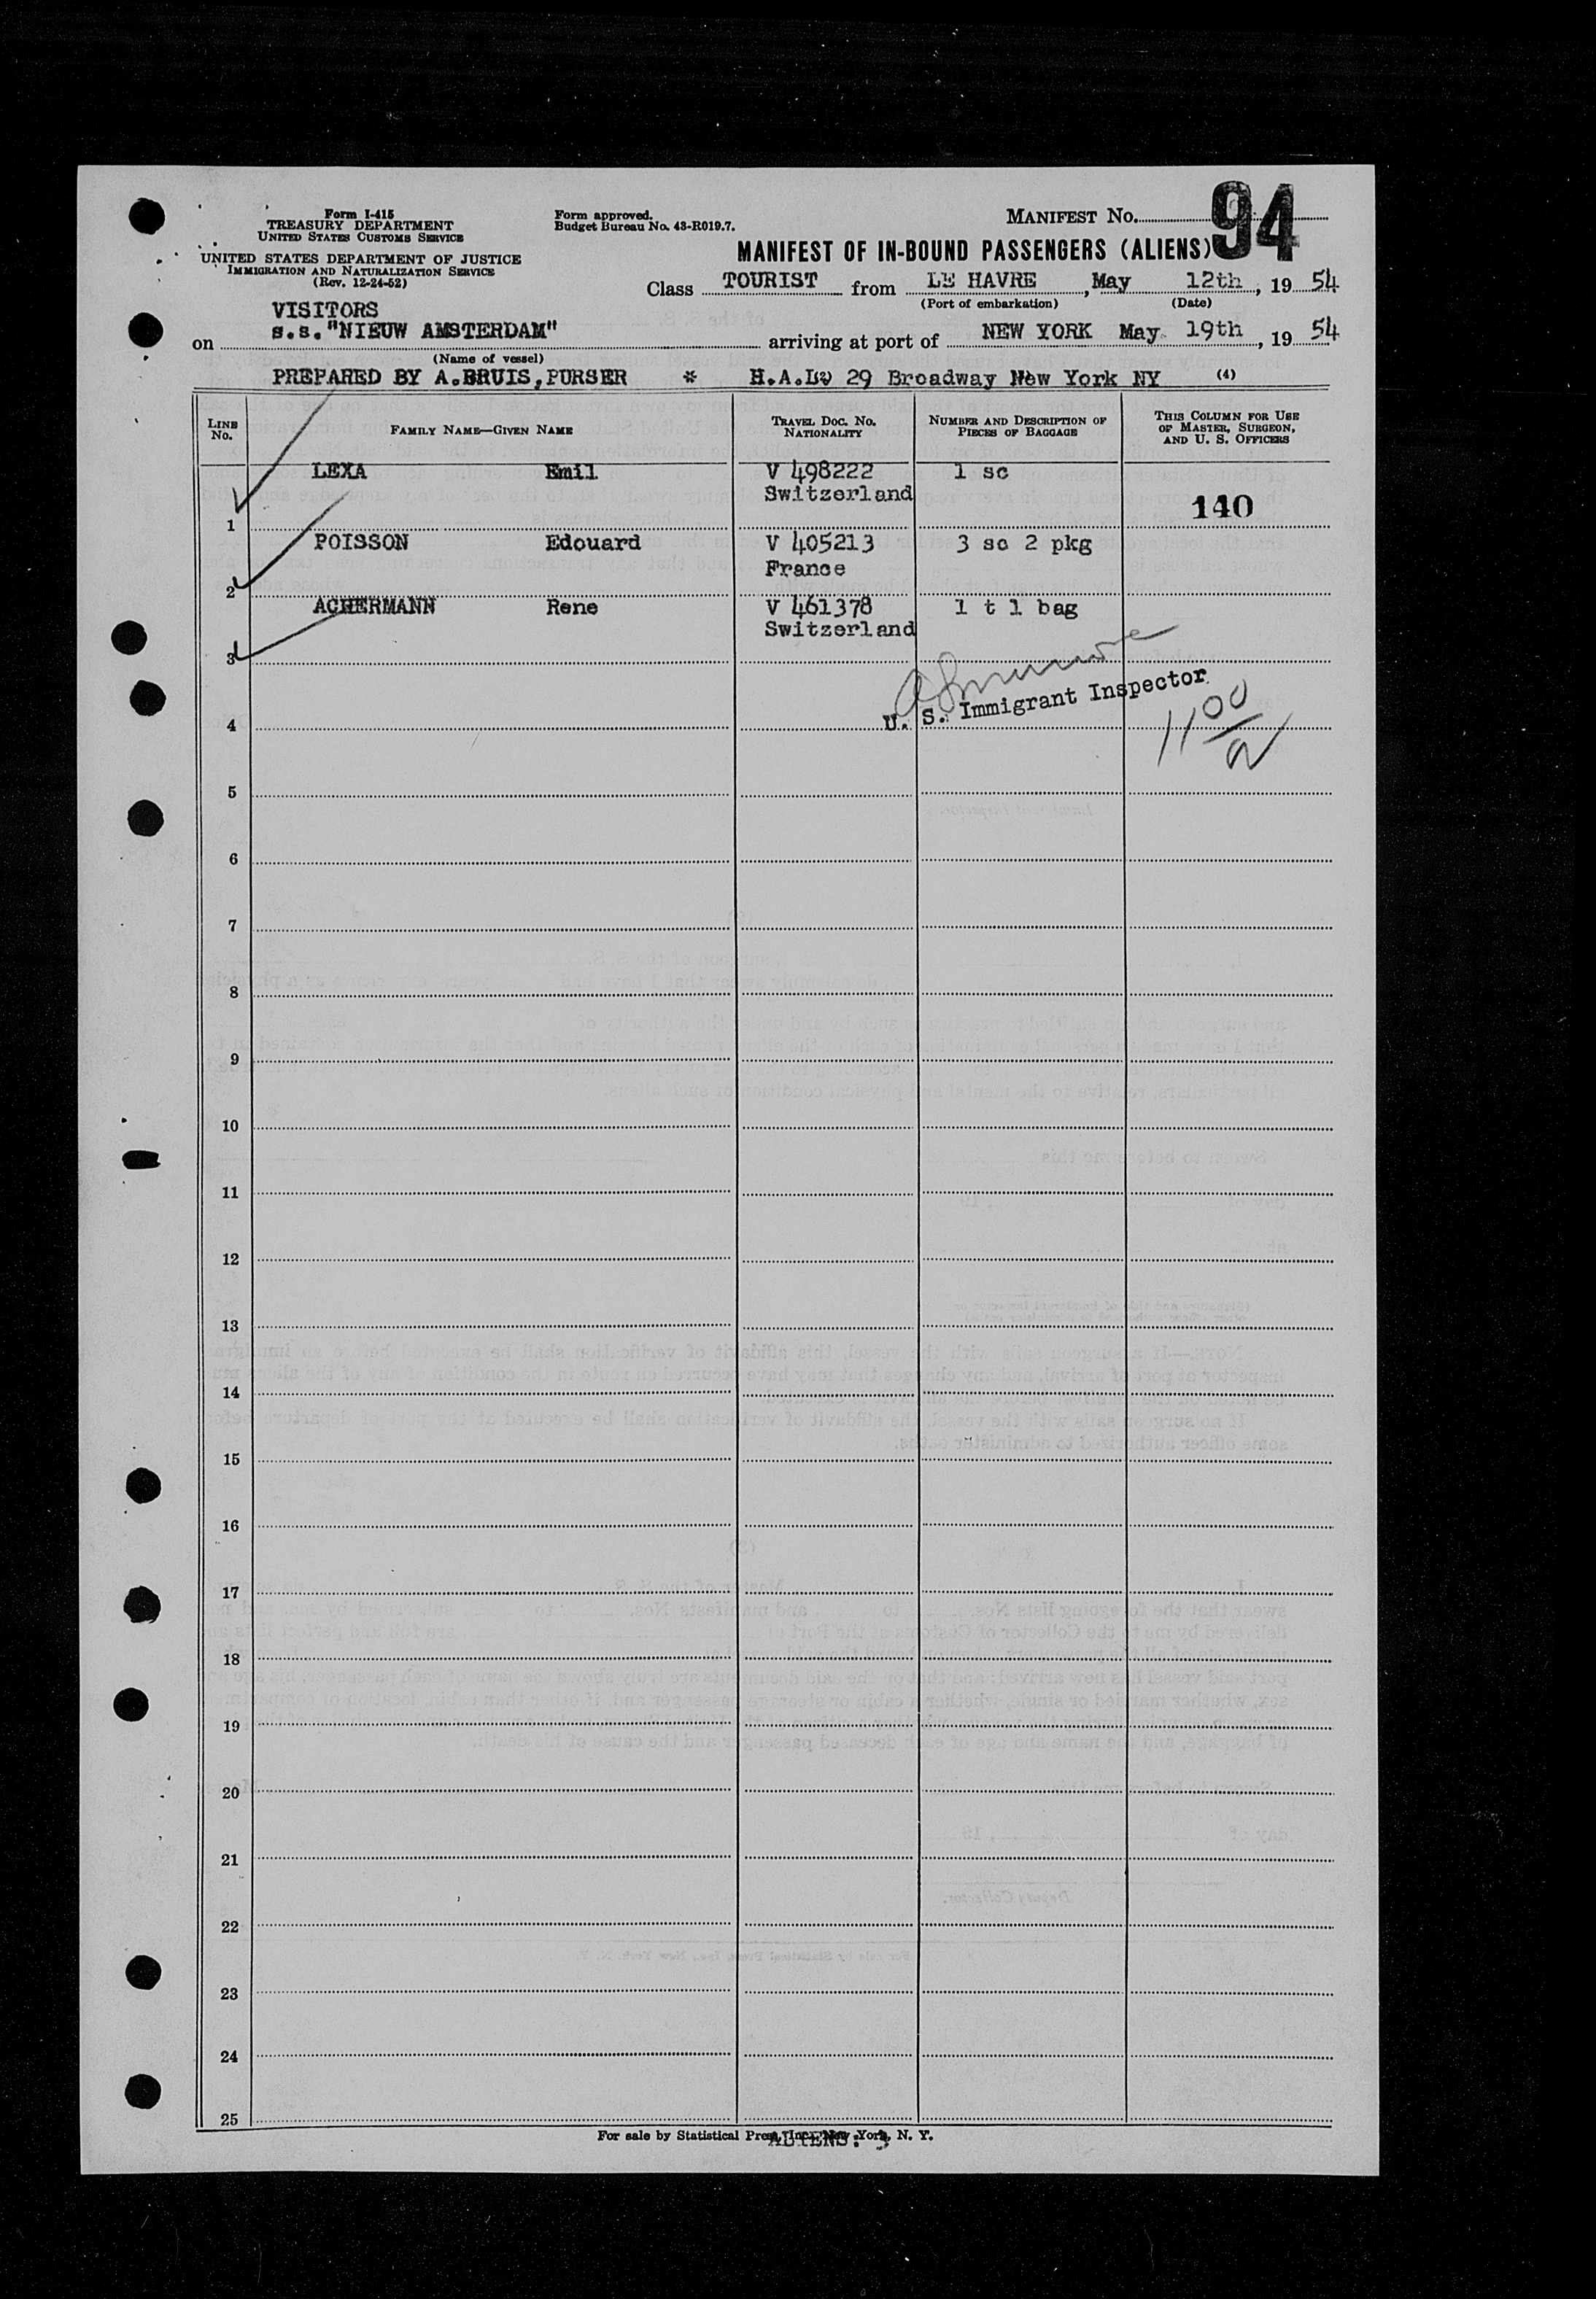 Form I-415
TREASURY DEPARTMENT
UNITED STATES CUSTOMS SERVICE
UNITED STATES DEPARTMENT OF JUSTICE
IMMIGRATION AND NATURALIZATION SERVICE
(Rev. 12-24-52)
Form approved.
Budget Bureau No. 43-R019.7.
MANIFEST No. 94
MANIFEST OF IN-BOUND PASSENGERS (ALIENS)
Class TOURIST from LE HAVRE, May 12th, 1954
(Port of embarkation) (Date)
VISITORS
on s.s. "NIEUW AMSTERDAM" arriving at port of NEW YORK May 19th, 1954
(Name of vessel)
PREPARED BY A.BRUIS, PURSER * H.A.L. 29 Broadway New York NY (4)
LINE No. FAMILY NAME—GIVEN NAME TRAVEL DOC. No. NATIONALITY NUMBER AND DESCRIPTION OF PIECES OF BAGGAGE THIS COLUMN FOR USE OF MASTER, SURGEON, AND U. S. OFFICERS
LEXA Emil V 498222 1 sc
Switzerland
1 140
POISSON Edouard V 405213 3 sc 2 pkg
France
2
ACHERMANN Rene V 461378 1 t 1 bag
Switzerland
3
U. S. Immigrant Inspector
4 1100
5
6
7
8
9
10
11
12
13
14
15
16
17
18
19
20
21
22
23
24
25
For sale by Statistical Press, Inc., New York, N. Y.
ALIENS: 3